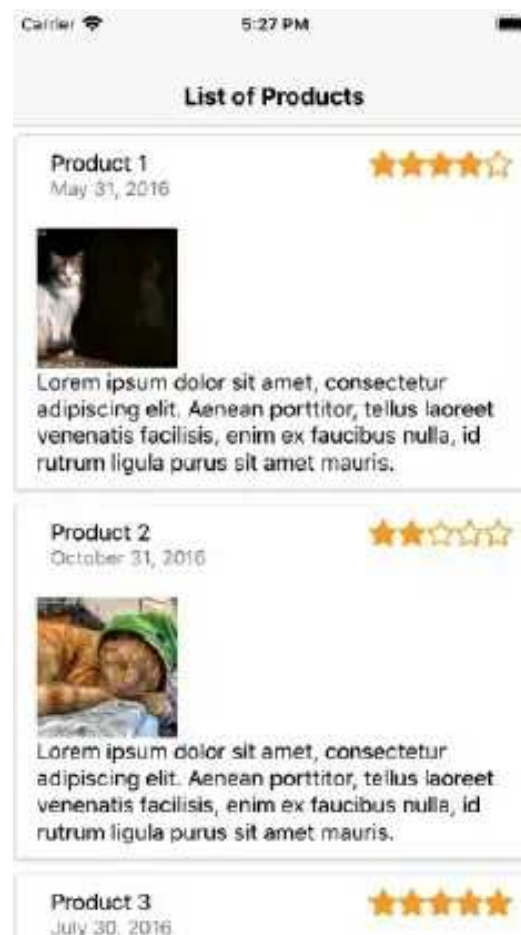 Carrier
5:27 PM
List of Products
Product 1
May 31, 2016
Lorem ipsum dolor sit amet, consectetur
adipiscing elit. Aenean porttitor, tellus laoreet
venenatis facilisis, enim ex faucibus nulla, id
rutrum ligula purus sit amet mauris.
Product 2
October 31, 2016
Lorem ipsum dolor sit amet, consectetur
adipiscing elit. Aenean porttitor, tellus laoreet
venenatis facilisis, enim ex faucibus nulla, id
rutrum ligula purus sit amet mauris.
Product 3
July 30, 2016